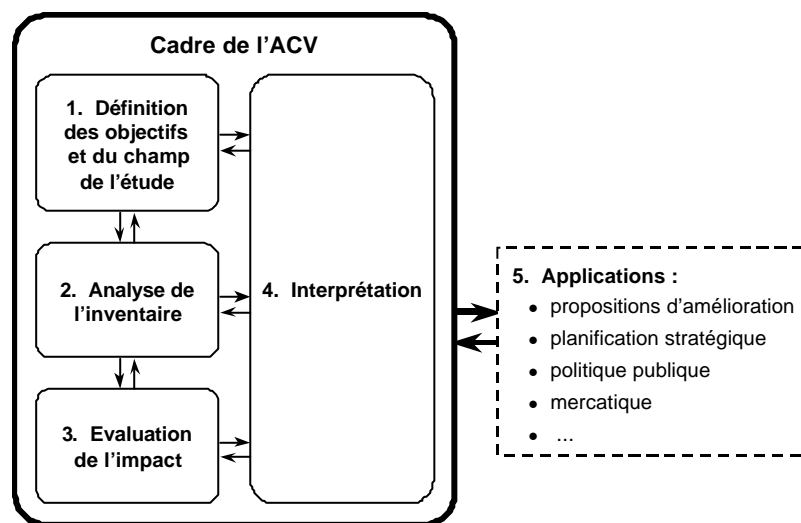 Cadre de l'ACV
1. Définition
des objectifs
et du champ
de l'étude
2. Analyse de
l'inventaire
3. Evaluation
de l'impact
4. Interprétation
5. Applications :
• propositions d'amélioration
• planification stratégique
• politique publique
• mercatique
• ...